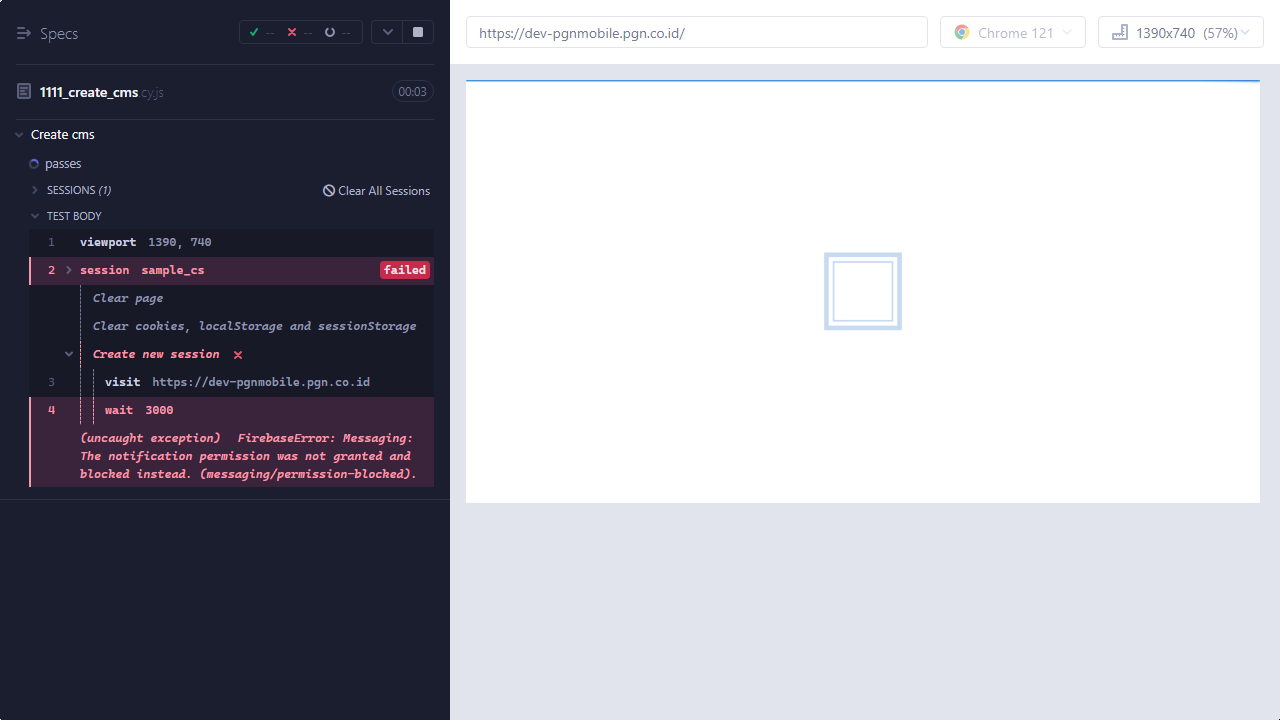 Specs
-- -- --
https://dev-pgnmobile.pgn.co.id/
Chrome 121
1390x740 (57%)
1111_create_cms.cy.js
00:03
Create cms
passes
SESSIONS (1)
Clear All Sessions
TEST BODY
1 viewport 1390, 740
2 session sample_cs failed
Clear page
Clear cookies, localStorage and sessionStorage
Create new session
3 visit https://dev-pgnmobile.pgn.co.id
4 wait 3000
(uncaught exception) FirebaseError: Messaging:
The notification permission was not granted and
blocked instead. (messaging/permission-blocked).